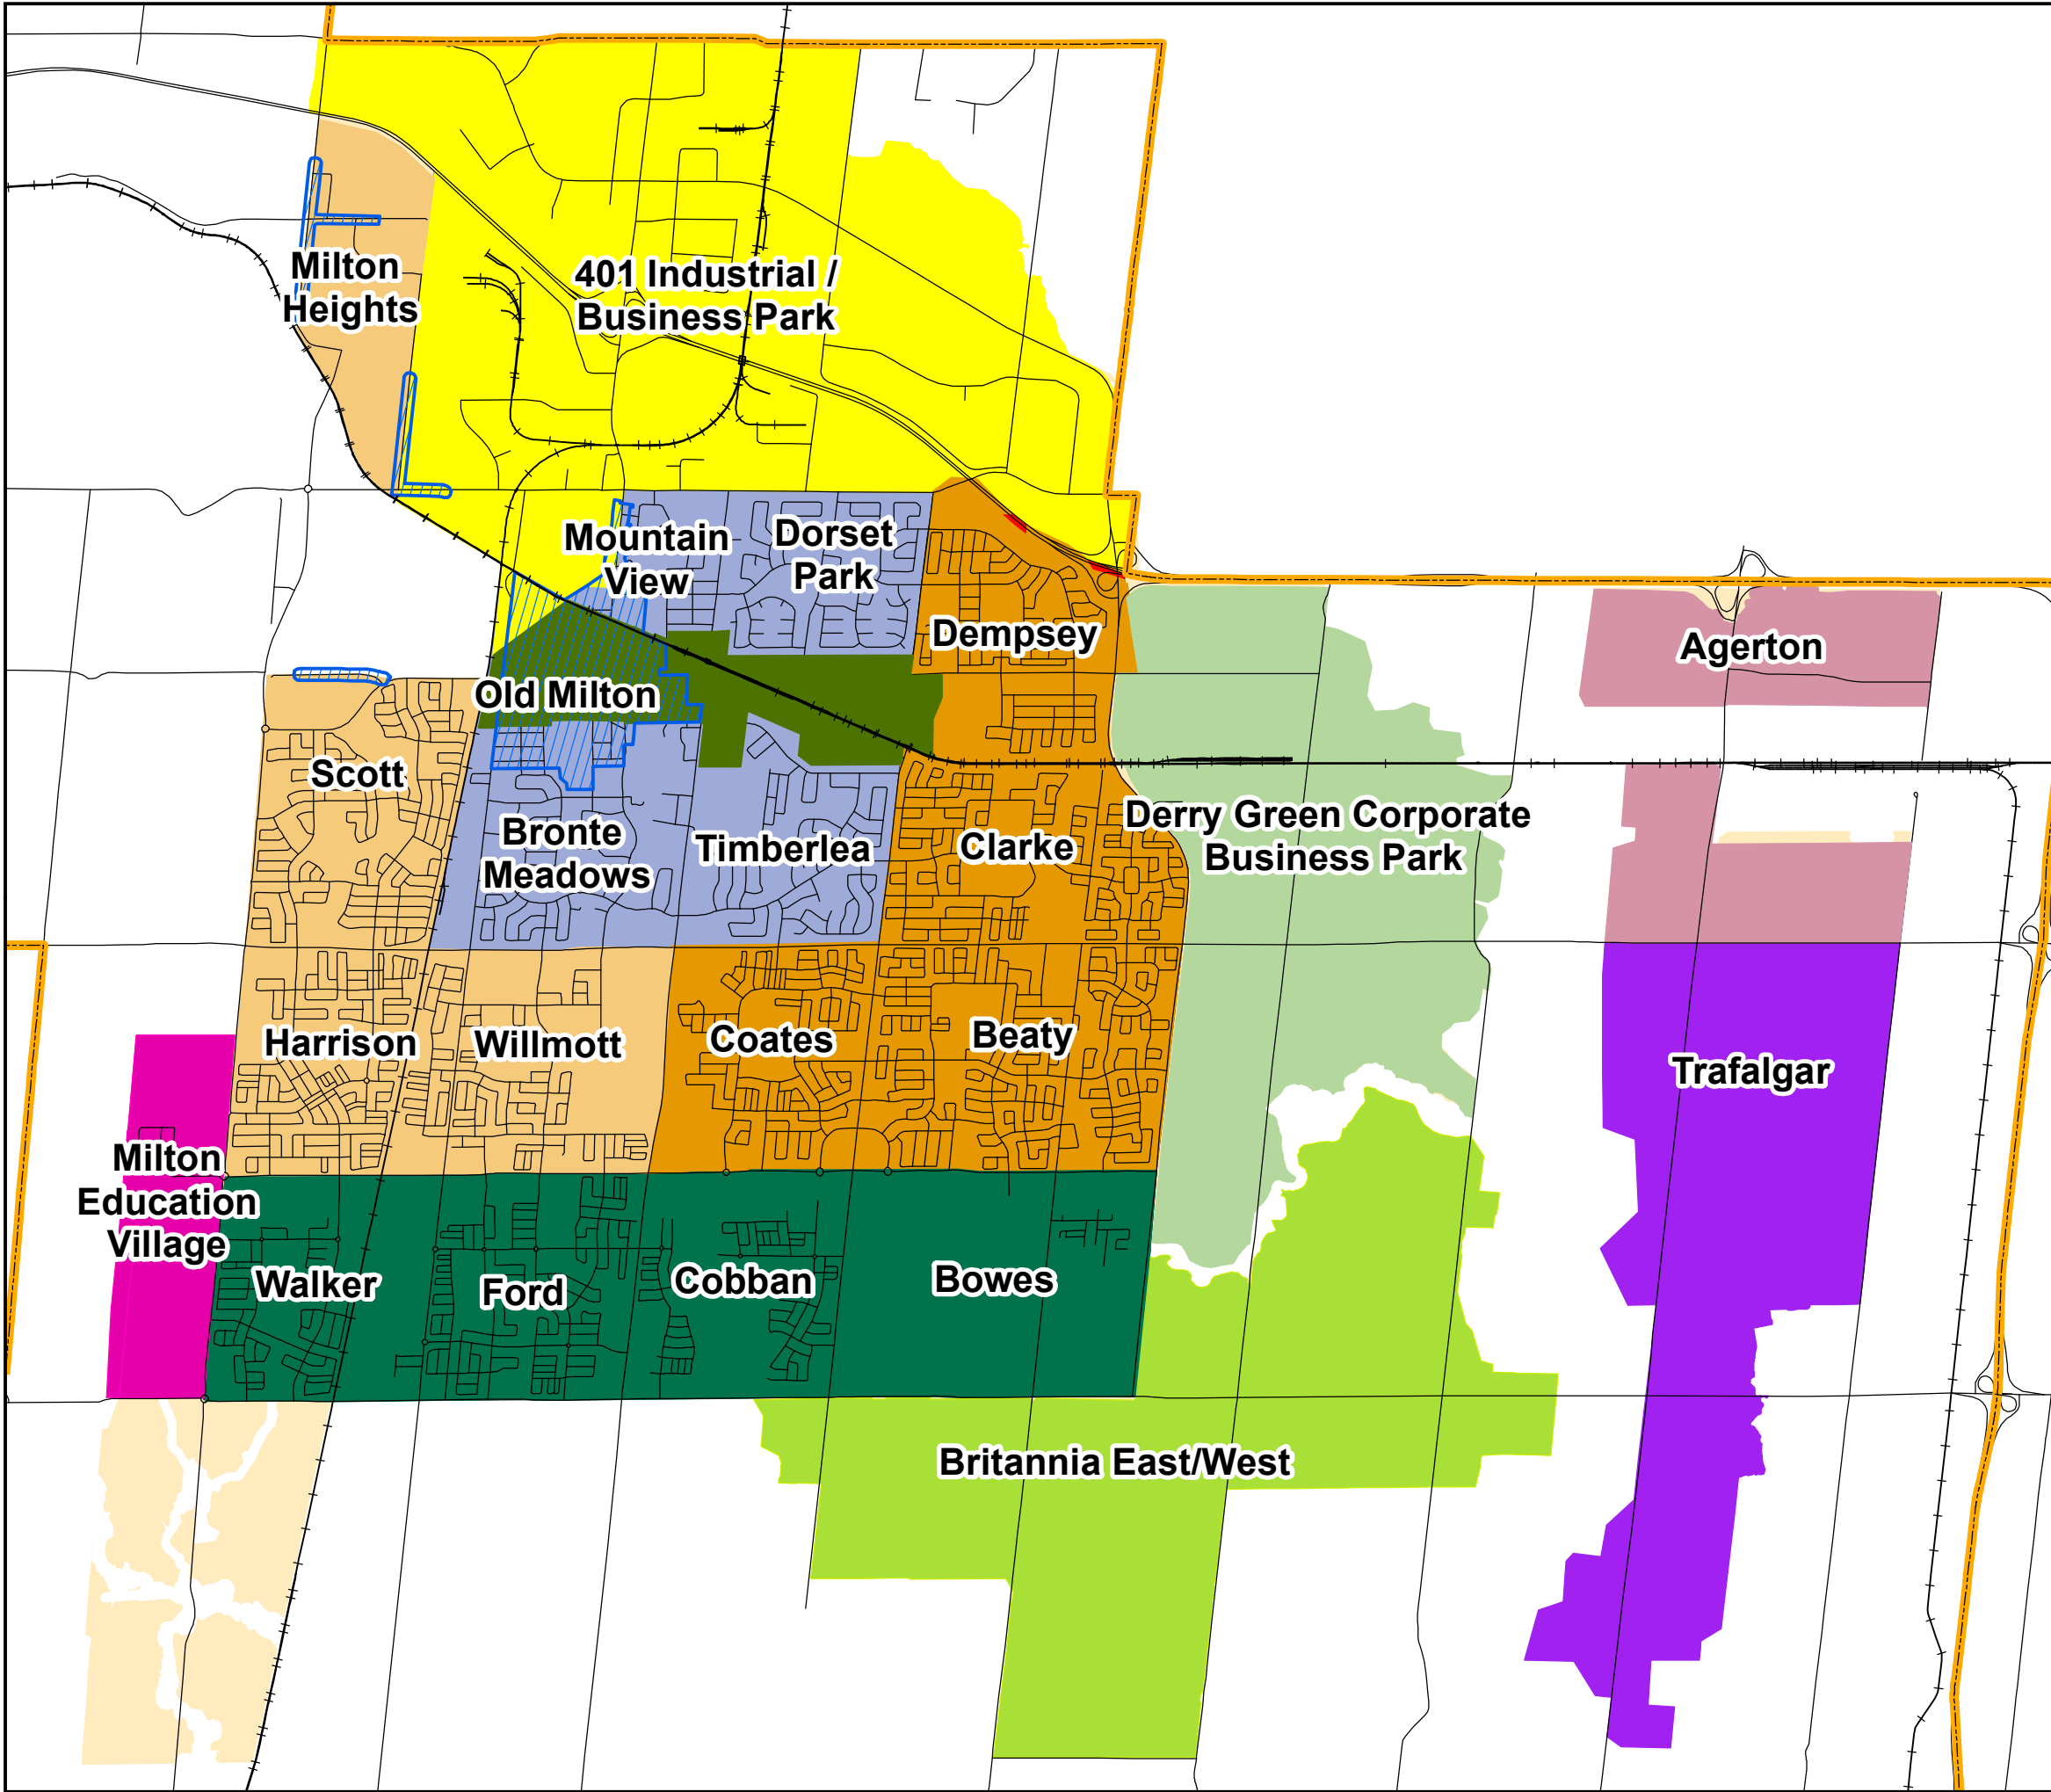 Milton
Heights
401 Industrial /
Business Park
Mountain
View
Dorset
Park
Dempsey
Agerton
Old Milton
Scott
Bronte
Meadows
Timberlea
Clarke
Derry Green Corporate
Business Park
Harrison
Willmott
Coates
Beaty
Trafalgar
Milton
Education
Village
Walker
Ford
Cobban
Bowes
Britannia East/West